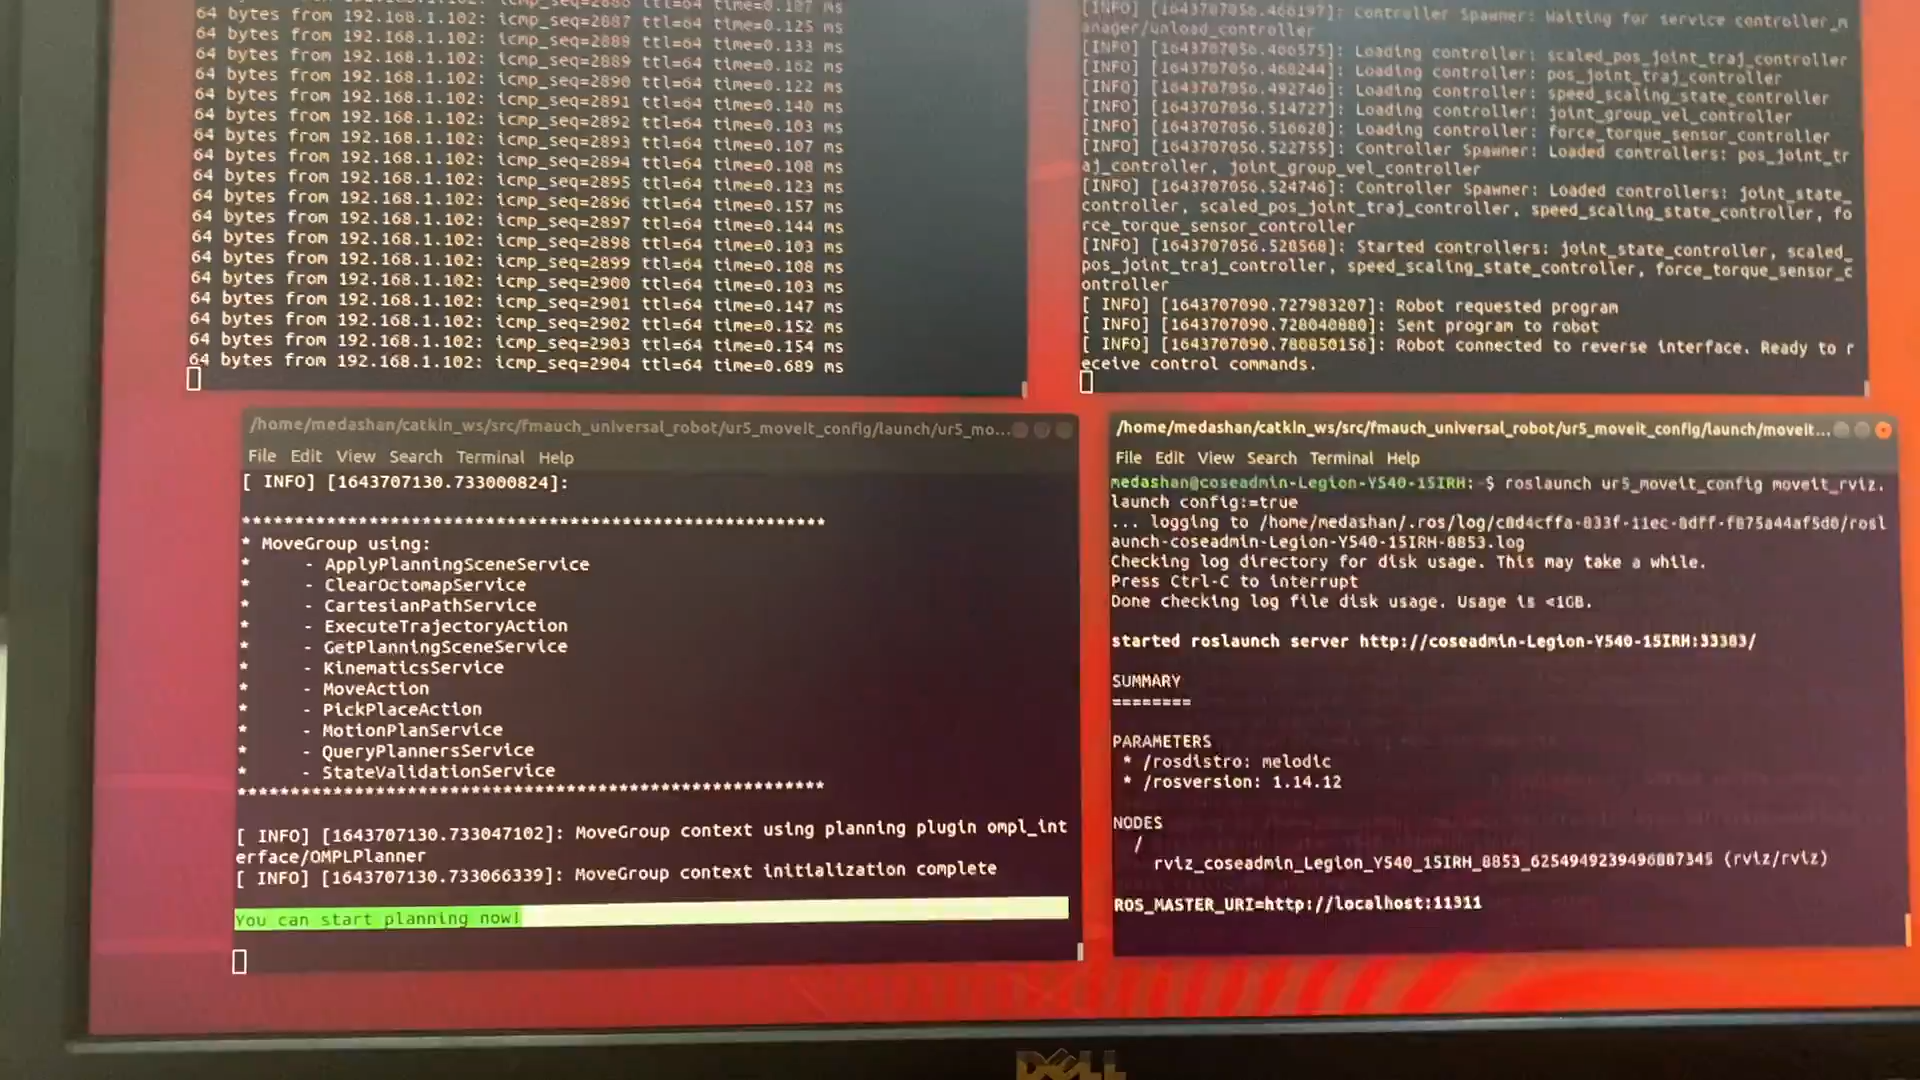 64 bytes from 192.168.1.102: icmp_seq=2886 ttl=64 time=0.127 ms
64 bytes from 192.168.1.102: icmp_seq=2887 ttl=64 time=0.125 ms
64 bytes from 192.168.1.102: icmp_seq=2888 ttl=64 time=0.133 ms
64 bytes from 192.168.1.102: icmp_seq=2889 ttl=64 time=0.162 ms
64 bytes from 192.168.1.102: icmp_seq=2890 ttl=64 time=0.122 ms
64 bytes from 192.168.1.102: icmp_seq=2891 ttl=64 time=0.140 ms
64 bytes from 192.168.1.102: icmp_seq=2892 ttl=64 time=0.103 ms
64 bytes from 192.168.1.102: icmp_seq=2893 ttl=64 time=0.107 ms
64 bytes from 192.168.1.102: icmp_seq=2894 ttl=64 time=0.108 ms
64 bytes from 192.168.1.102: icmp_seq=2895 ttl=64 time=0.123 ms
64 bytes from 192.168.1.102: icmp_seq=2896 ttl=64 time=0.157 ms
64 bytes from 192.168.1.102: icmp_seq=2897 ttl=64 time=0.144 ms
64 bytes from 192.168.1.102: icmp_seq=2898 ttl=64 time=0.103 ms
64 bytes from 192.168.1.102: icmp_seq=2899 ttl=64 time=0.108 ms
64 bytes from 192.168.1.102: icmp_seq=2900 ttl=64 time=0.103 ms
64 bytes from 192.168.1.102: icmp_seq=2901 ttl=64 time=0.147 ms
64 bytes from 192.168.1.102: icmp_seq=2902 ttl=64 time=0.152 ms
64 bytes from 192.168.1.102: icmp_seq=2903 ttl=64 time=0.154 ms
64 bytes from 192.168.1.102: icmp_seq=2904 ttl=64 time=0.689 ms
[INFO] [1643707056.466197]: Controller Spawner: Waiting for service controller_m
anager/unload_controller
[INFO] [1643707056.466575]: Loading controller: scaled_pos_joint_traj_controller
[INFO] [1643707056.468244]: Loading controller: pos_joint_traj_controller
[INFO] [1643707056.492746]: Loading controller: speed_scaling_state_controller
[INFO] [1643707056.514727]: Loading controller: joint_group_vel_controller
[INFO] [1643707056.516628]: Loading controller: force_torque_sensor_controller
[INFO] [1643707056.522755]: Controller Spawner: Loaded controllers: pos_joint_tr
aj_controller, joint_group_vel_controller
[INFO] [1643707056.524746]: Controller Spawner: Loaded controllers: joint_state_
controller, scaled_pos_joint_traj_controller, speed_scaling_state_controller, fo
rce_torque_sensor_controller
[INFO] [1643707056.528568]: Started controllers: joint_state_controller, scaled_
pos_joint_traj_controller, speed_scaling_state_controller, force_torque_sensor_c
ontroller
[ INFO] [1643707090.727983207]: Robot requested program
[ INFO] [1643707090.728040880]: Sent program to robot
[ INFO] [1643707090.780850156]: Robot connected to reverse interface. Ready to r
eceive control commands.
/home/medashan/catkin_ws/src/fmauch_universal_robot/ur5_moveit_config/launch/ur5_mo...
File Edit View Search Terminal Help
[ INFO] [1643707130.733000824]:
********************************************************
* MoveGroup using:
* - ApplyPlanningSceneService
* - ClearOctomapService
* - CartesianPathService
* - ExecuteTrajectoryAction
* - GetPlanningSceneService
* - KinematicsService
* - MoveAction
* - PickPlaceAction
* - MotionPlanService
* - QueryPlannersService
* - StateValidationService
********************************************************
[ INFO] [1643707130.733047102]: MoveGroup context using planning plugin ompl_int
erface/OMPLPlanner
[ INFO] [1643707130.733066339]: MoveGroup context initialization complete
You can start planning now!
/home/medashan/catkin_ws/src/fmauch_universal_robot/ur5_moveit_config/launch/moveit...
File Edit View Search Terminal Help
medashan@coseadmin-Legion-Y540-15IRH:~$ roslaunch ur5_moveit_config moveit_rviz.
launch config:=true
... logging to /home/medashan/.ros/log/c8d4cffa-833f-11ec-8dff-f875a44af5d0/rosl
aunch-coseadmin-Legion-Y540-15IRH-8853.log
Checking log directory for disk usage. This may take a while.
Press Ctrl-C to interrupt
Done checking log file disk usage. Usage is <1GB.
started roslaunch server http://coseadmin-Legion-Y540-15IRH:33383/
SUMMARY
========
PARAMETERS
* /rosdistro: melodic
* /rosversion: 1.14.12
NODES
/
rviz_coseadmin_Legion_Y540_15IRH_8853_6254949239496887345 (rviz/rviz)
ROS_MASTER_URI=http://localhost:11311
DELL